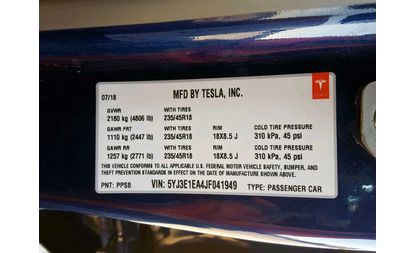 07/18 MFD BY TESLA, INC.
GVWR WITH TIRES
2180 kg (4806 lb) 235/45R18
GAWR FRT WITH TIRES RIM COLD TIRE PRESSURE
1110 kg (2447 lb) 235/45R18 18X8.5 J 310 kPa, 45 psi
GAWR RR WITH TIRES RIM COLD TIRE PRESSURE
1257 kg (2771 lb) 235/45R18 18X8.5 J 310 kPa, 45 psi
THIS VEHICLE CONFORMS TO ALL APPLICABLE U.S. FEDERAL MOTOR VEHICLE SAFETY, BUMPER, AND
THEFT PREVENTION STANDARDS IN EFFECT ON THE DATE OF MANUFACTURE SHOWN ABOVE.
PNT: PPSB VIN: 5YJ3E1EA4JF041949 TYPE: PASSENGER CAR